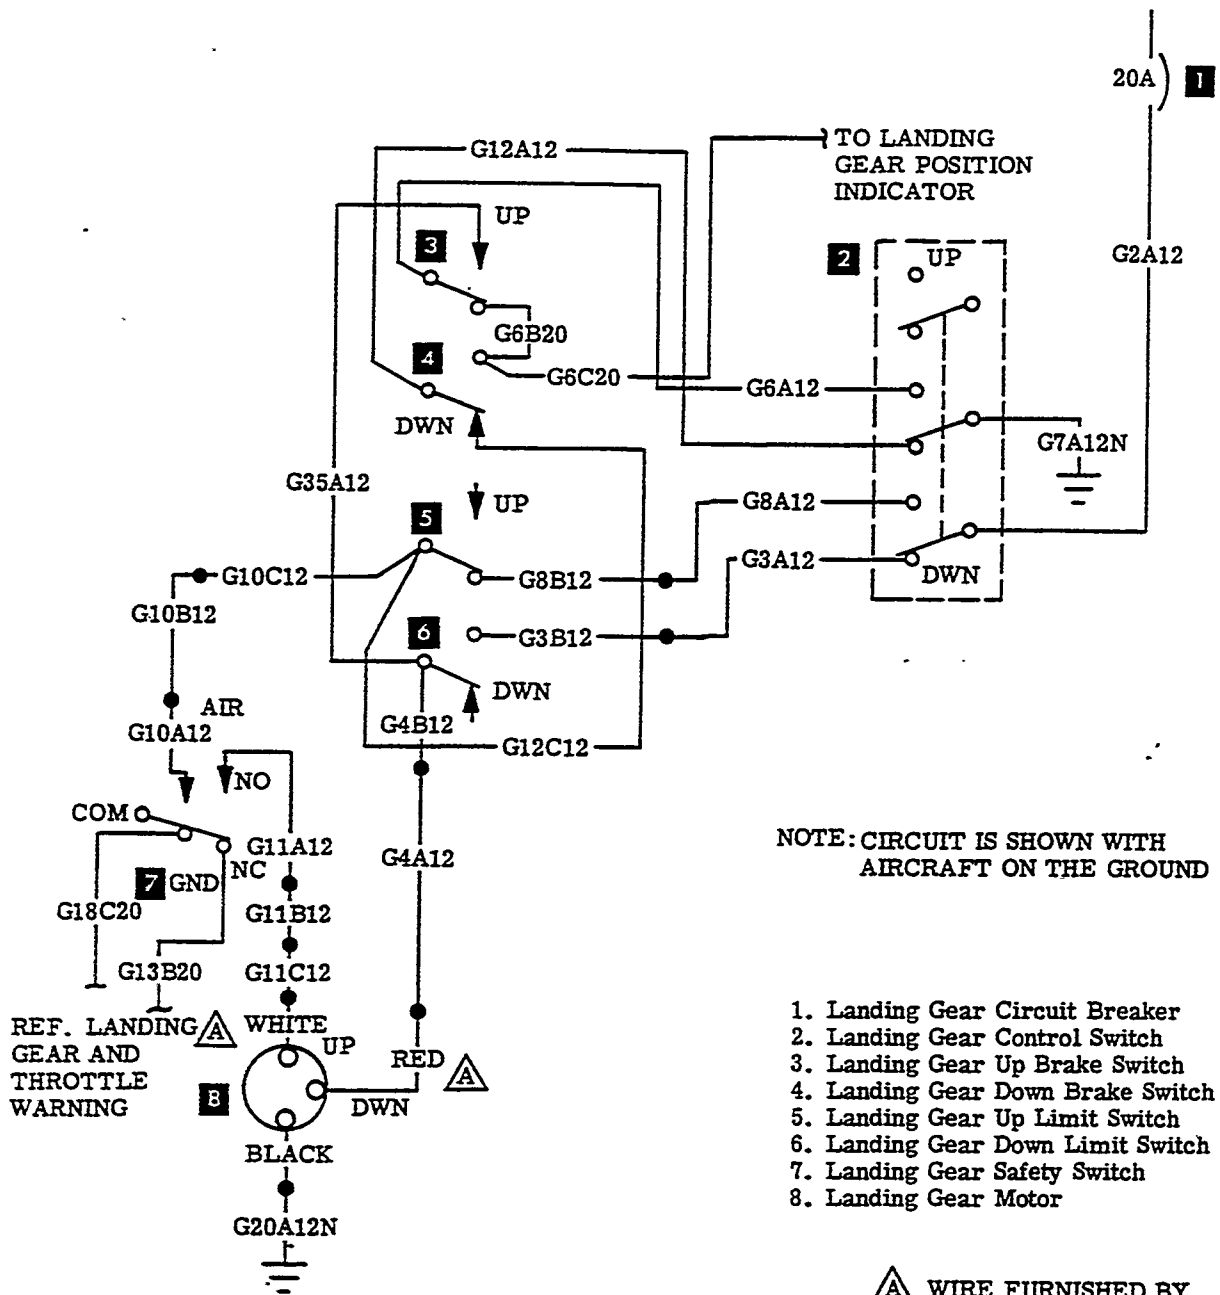 20A
1
G12A12
TO LANDING
GEAR POSITION
INDICATOR
UP
3
2
UP
G2A12
G6B20
4
G6C20
G6A12
DWN
G7A12N
G35A12
UP
G8A12
5
G10C12
G8B12
G3A12
DWN
G10B12
6
G3B12
DWN
AIR
G4B12
G10A12
G12C12
NO
COM
G11A12
G4A12
NOTE: CIRCUIT IS SHOWN WITH
AIRCRAFT ON THE GROUND
NC
7 GND
G18C20
G11B12
G13B20
G11C12
REF. LANDING
GEAR AND
THROTTLE
WARNING
A
WHITE
UP
RED
A
8
DWN
BLACK
G20A12N
1. Landing Gear Circuit Breaker
2. Landing Gear Control Switch
3. Landing Gear Up Brake Switch
4. Landing Gear Down Brake Switch
5. Landing Gear Up Limit Switch
6. Landing Gear Down Limit Switch
7. Landing Gear Safety Switch
8. Landing Gear Motor
A WIRE FURNISHED BY